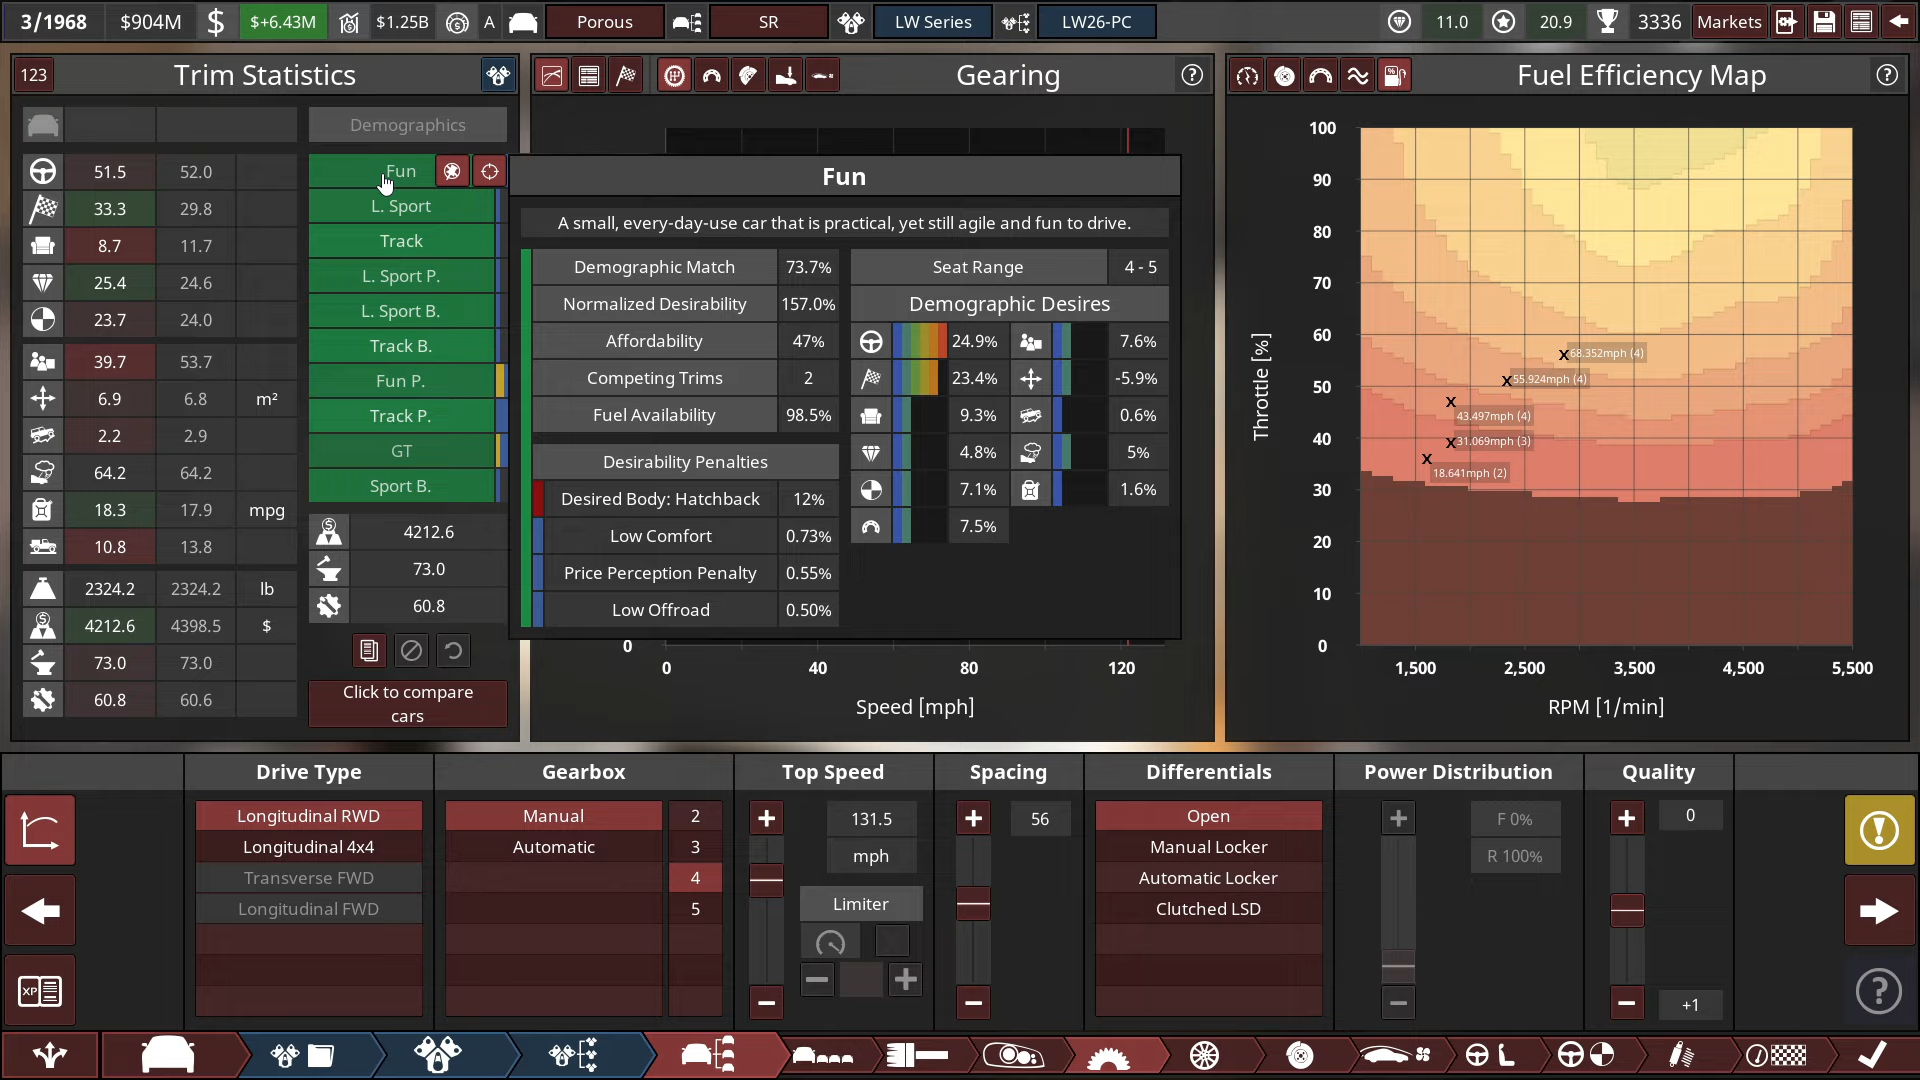 3/1968
$904M
$+6.43M
$1.25B
A
Porous
SR
LW Series
LW26-PC
11.0
20.9
3336
Markets
123
Trim Statistics
Demographics
51.5 52.0
33.3 29.8
8.7 11.7
25.4 24.6
23.7 24.0
39.7 53.7
6.9 6.8 m²
2.2 2.9
64.2 64.2
18.3 17.9 mpg
10.8 13.8
2324.2 2324.2 lb
4212.6 4398.5 $
73.0 73.0
60.8 60.6
Fun
L. Sport
Track
L. Sport P.
L. Sport B.
Track B.
Fun P.
Track P.
GT
Sport B.
4212.6
73.0
60.8
Click to compare
cars
Gearing
Fun
A small, every-day-use car that is practical, yet still agile and fun to drive.
Demographic Match 73.7%
Normalized Desirability 157.0%
Affordability 47%
Competing Trims 2
Fuel Availability 98.5%
Desirability Penalties
Desired Body: Hatchback 12%
Low Comfort 0.73%
Price Perception Penalty 0.55%
Low Offroad 0.50%
Seat Range 4 - 5
Demographic Desires
24.9% 7.6%
23.4% -5.9%
9.3% 0.6%
4.8% 5%
7.1% 1.6%
7.5%
0
0 40 80 120
Speed [mph]
Fuel Efficiency Map
Throttle [%]
100
90
80
70
60
50
40
30
20
10
0
x 68.352mph (4)
x 55.924mph (4)
x 43.497mph (4)
x 31.069mph (3)
x 18.641mph (2)
1,500 2,500 3,500 4,500 5,500
RPM [1/min]
Drive Type
Longitudinal RWD
Longitudinal 4x4
Transverse FWD
Longitudinal FWD
Gearbox
Manual
Automatic
2
3
4
5
Top Speed
131.5
mph
Limiter
Spacing
56
Differentials
Open
Manual Locker
Automatic Locker
Clutched LSD
Power Distribution
F 0%
R 100%
Quality
0
+1
XP